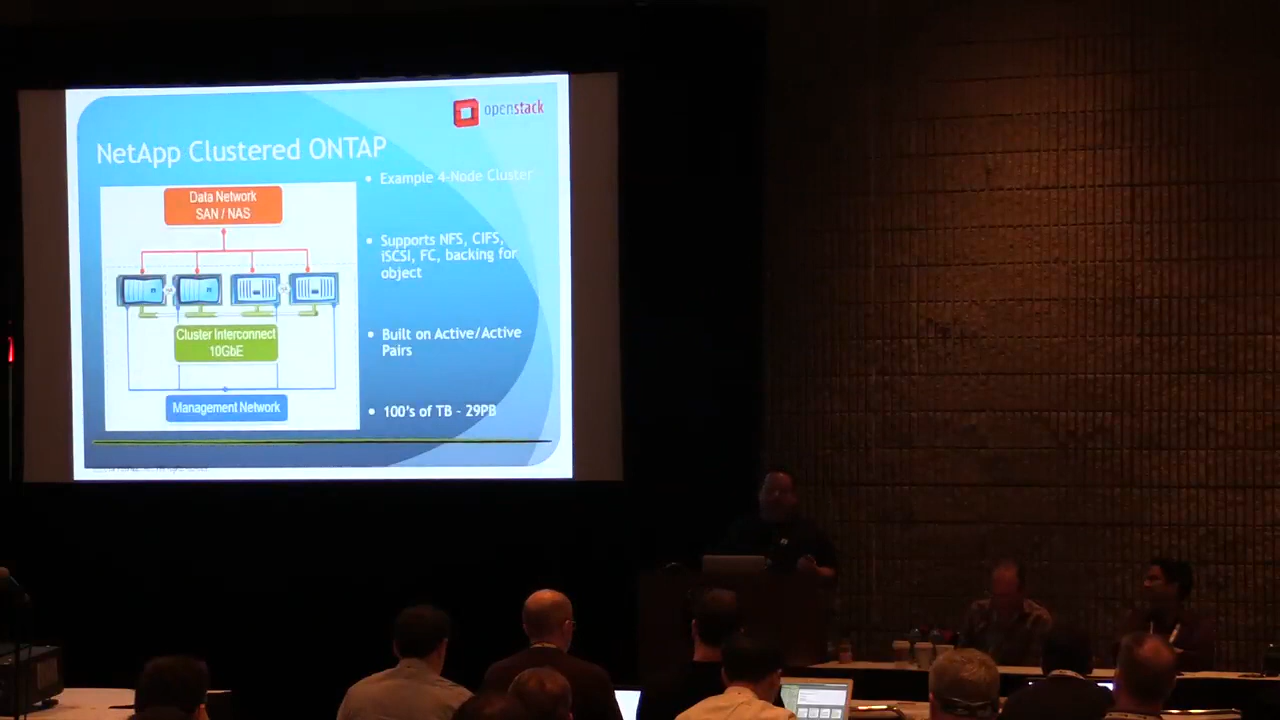 openstack
NetApp Clustered ONTAP
Data Network
SAN / NAS
Cluster Interconnect
10GbE
Management Network
• Example 4-Node Cluster
• Supports NFS, CIFS,
iSCSI, FC, backing for
object
• Built on Active/Active
Pairs
• 100's of TB - 29PB